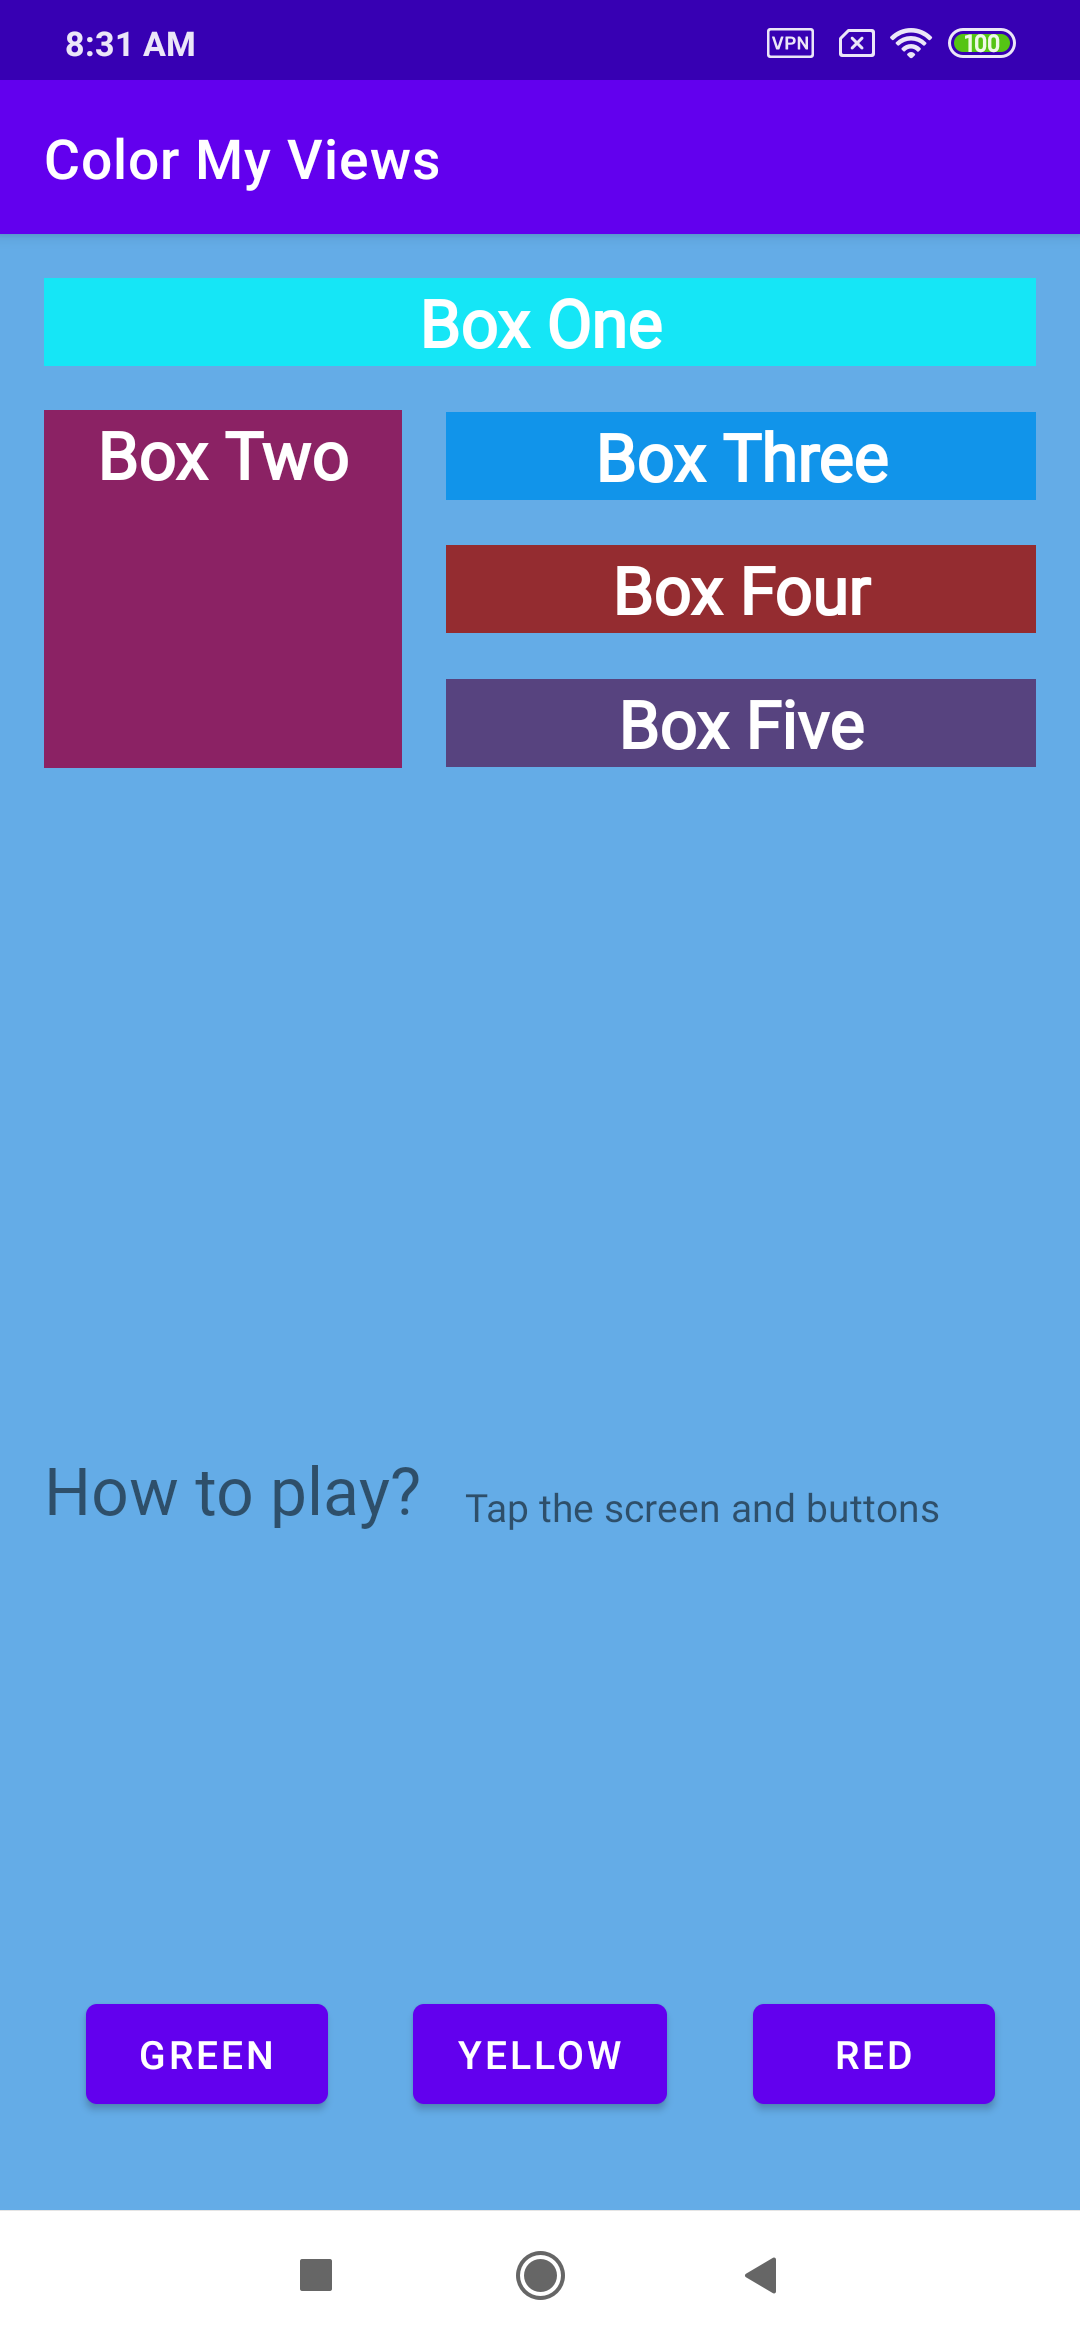 8:31 AM VPN 100
Color My Views
Box One
Box Two
Box Three
Box Four
Box Five
How to play? Tap the screen and buttons
GREEN YELLOW RED